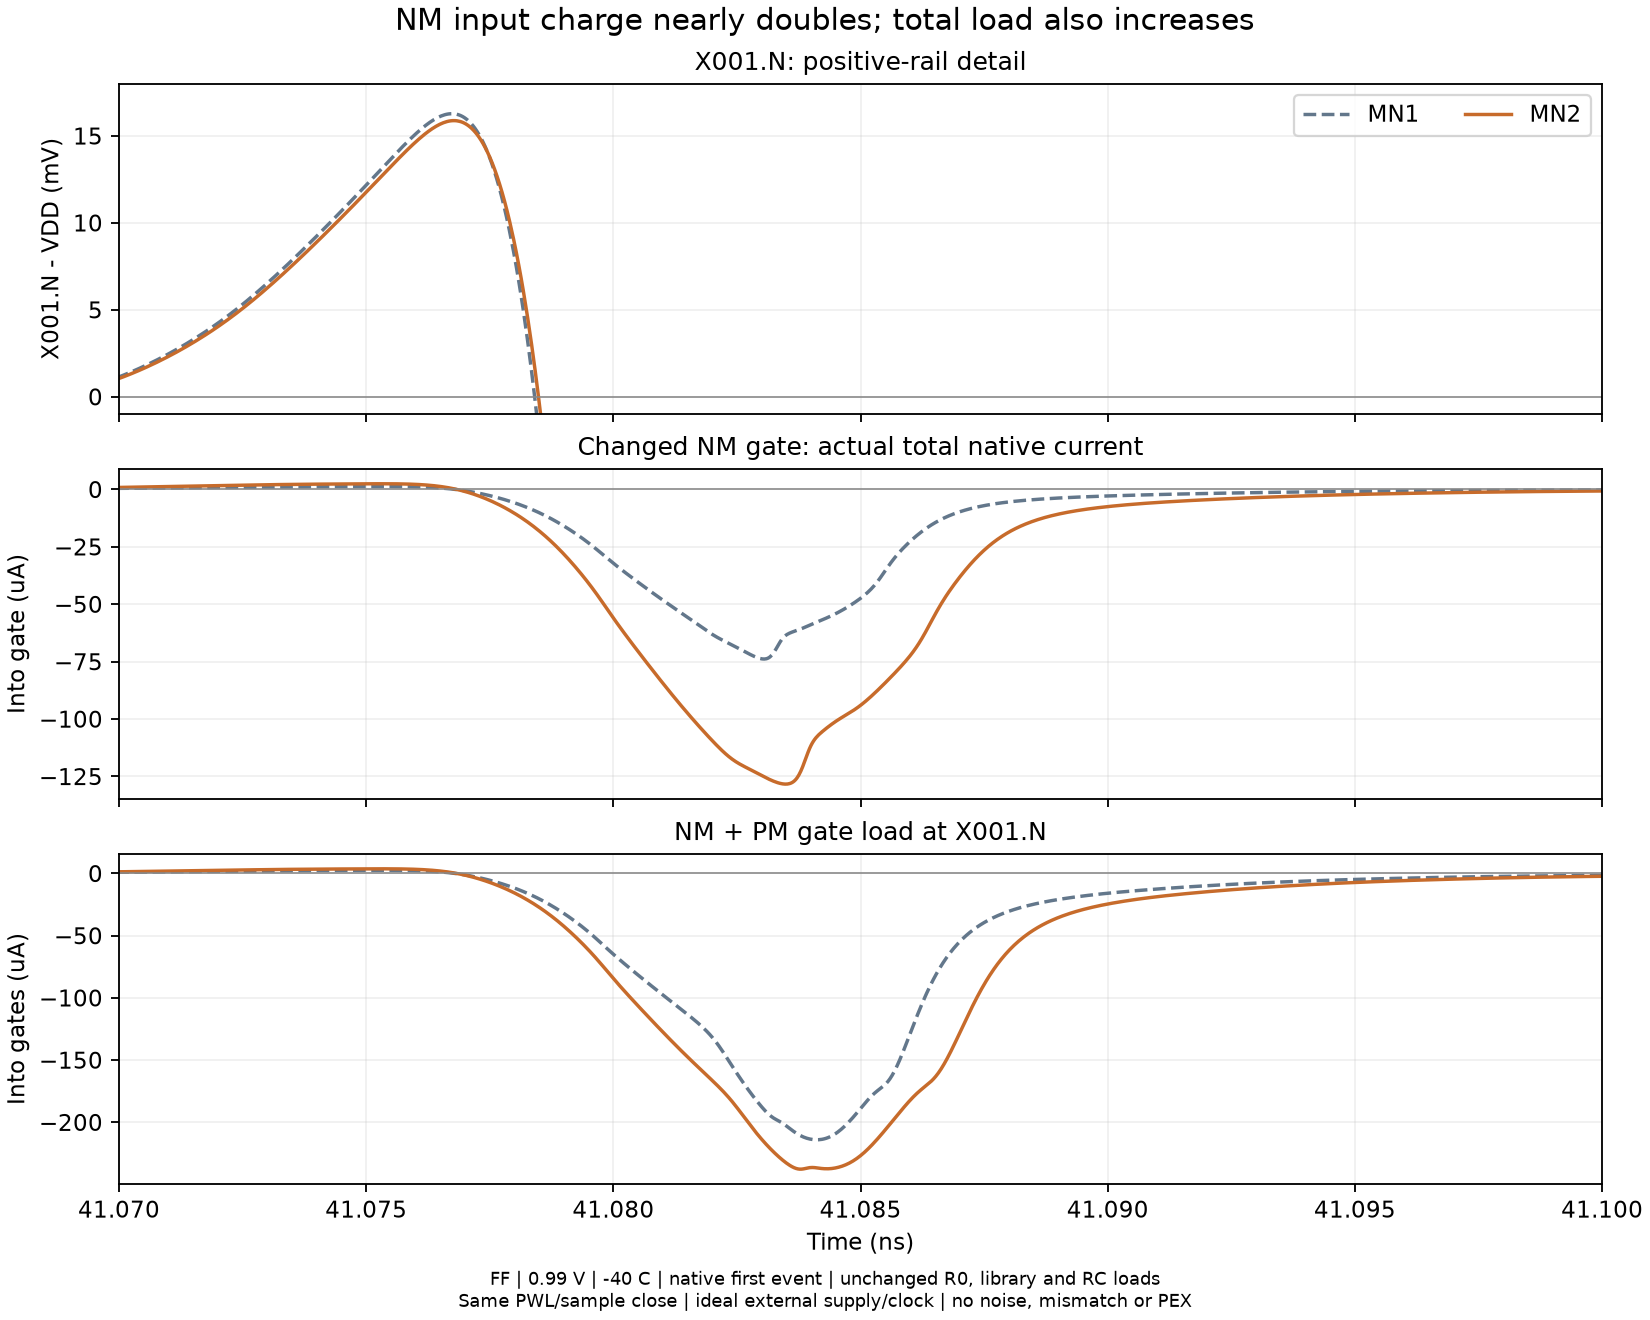 NM input charge nearly doubles; total load also increases
X001.N: positive-rail detail
X001.N - VDD (mV)
15
10
5
0
MN1
MN2
Changed NM gate: actual total native current
Into gate (uA)
0
−25
−50
−75
−100
−125
NM + PM gate load at X001.N
Into gates (uA)
0
−50
−100
−150
−200
41.070 41.075 41.080 41.085 41.090 41.095 41.100
Time (ns)
FF | 0.99 V | -40 C | native first event | unchanged R0, library and RC loads
Same PWL/sample close | ideal external supply/clock | no noise, mismatch or PEX